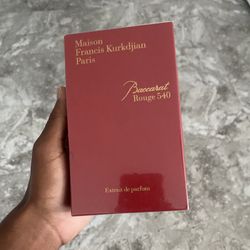 Maison
Francis Kurkdjian
Paris
Baccarat
Rouge 540
Extrait de parfum